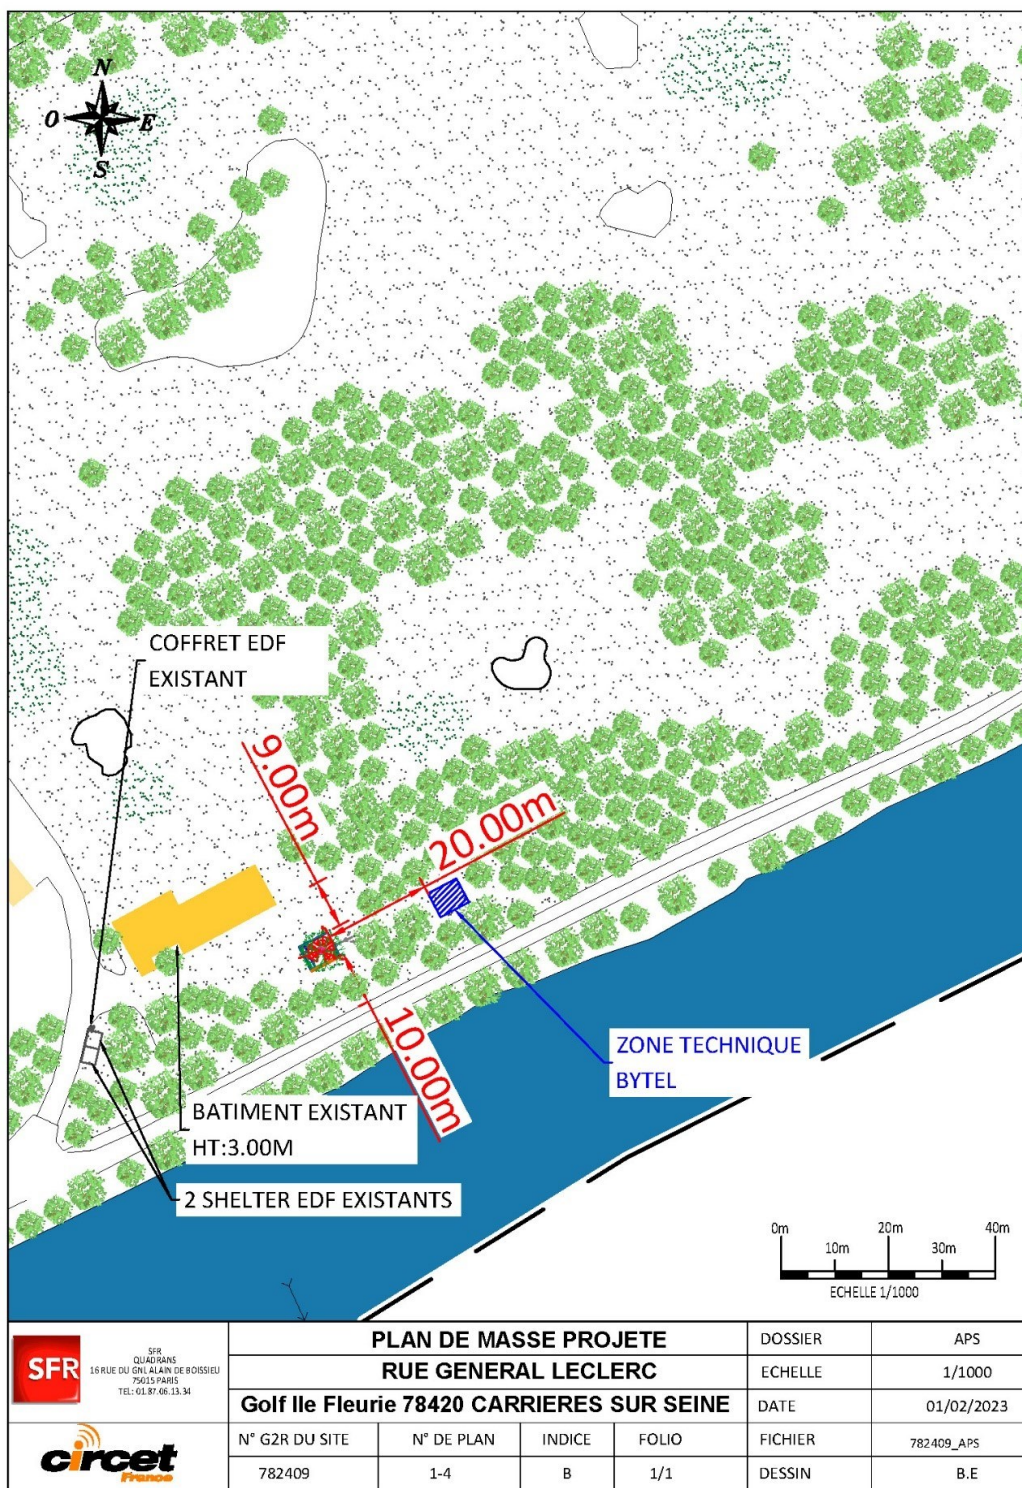 N
O
E
S
COFFRET EDF
EXISTANT
9.00m
20.00m
10.00m
ZONE TECHNIQUE
BYTEL
BATIMENT EXISTANT
HT:3.00M
2 SHELTER EDF EXISTANTS
0m
10m
20m
30m
40m
ECHELLE 1/1000
SFR
SFR
QUADRANS
16 RUE DU GNL ALAIN DE BOISSIEU
75015 PARIS
TEL: 01.87.06.13.34
circet
France
PLAN DE MASSE PROJETE
RUE GENERAL LECLERC
Golf Ile Fleurie 78420 CARRIERES SUR SEINE
N° G2R DU SITE
N° DE PLAN
INDICE
FOLIO
782409
1-4
B
1/1
DOSSIER
APS
ECHELLE
1/1000
DATE
01/02/2023
FICHIER
782409_APS
DESSIN
B.E